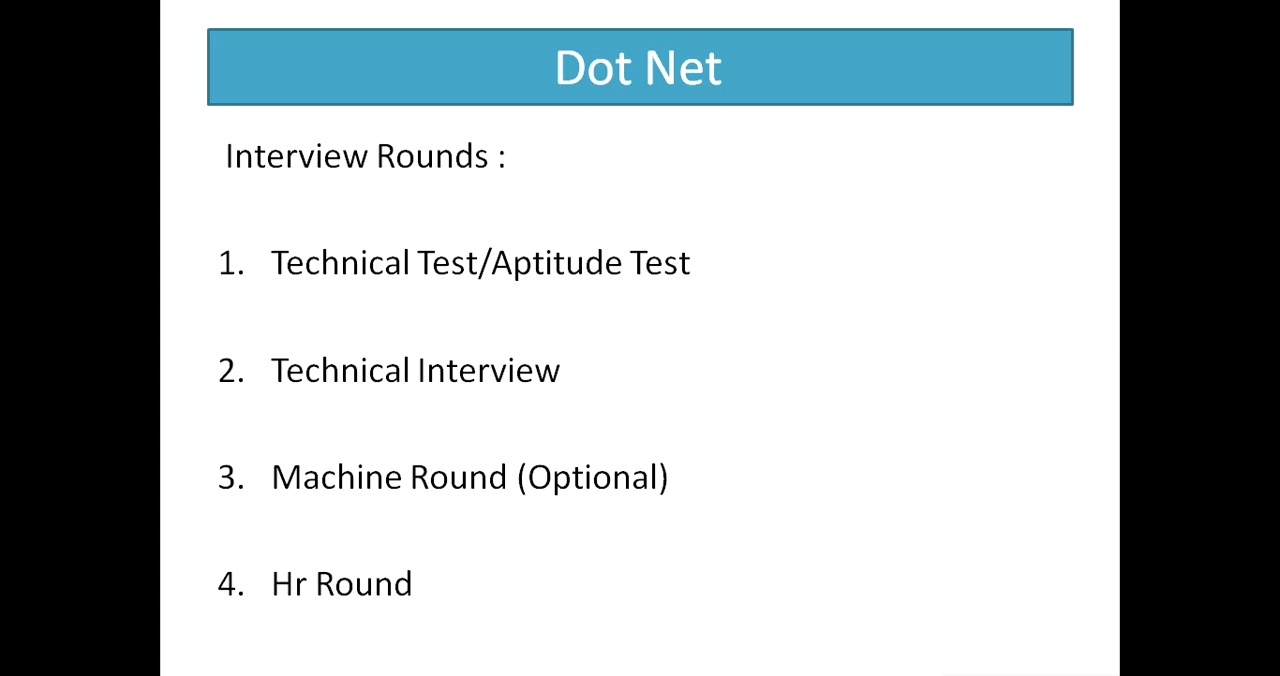 Dot Net
Interview Rounds :
1. Technical Test/Aptitude Test
2. Technical Interview
3. Machine Round (Optional)
4. Hr Round